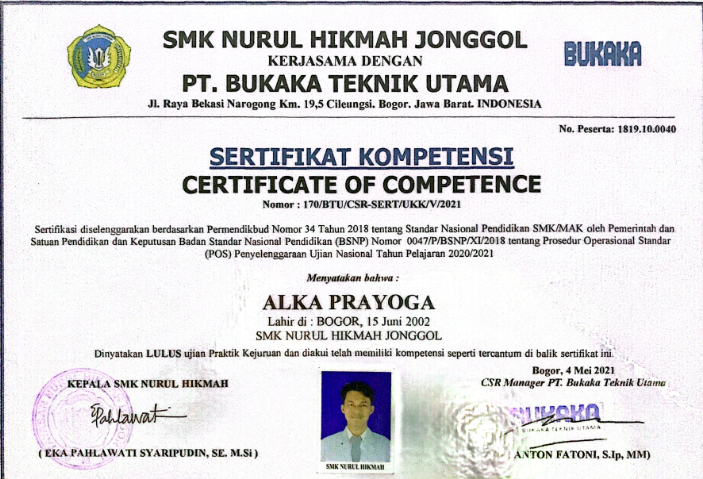 SMK NURUL HIKMAH JONGGOL
KERJASAMA DENGAN
BUKAKA
PT. BUKAKA TEKNIK UTAMA
Jl. Raya Bekasi Narogong Km. 19,5 Cileungsi. Bogor. Jawa Barat. INDONESIA
No. Peserta: 1819.10.0040
SERTIFIKAT KOMPETENSI
CERTIFICATE OF COMPETENCE
Nomor : 170/BTU/CSR-SERT/UKK/V/2021
Sertifikasi diselenggarakan berdasarkan Permendikbud Nomor 34 Tahun 2018 tentang Standar Nasional Pendidikan SMK/MAK oleh Pemerintah dan
Satuan Pendidikan dan Keputusan Badan Standar Nasional Pendidikan (BSNP) Nomor 0047/P/BSNP/XI/2018 tentang Prosedur Operasional Standar
(POS) Penyelenggaraan Ujian Nasional Tahun Pelajaran 2020/2021
Menyatakan bahwa :
ALKA PRAYOGA
Lahir di : BOGOR, 15 Juni 2002
SMK NURUL HIKMAH JONGGOL
Dinyatakan LULUS ujian Praktik Kejuruan dan diakui telah memiliki kompetensi seperti tercantum di balik sertifikat ini.
Bogor, 4 Mei 2021
KEPALA SMK NURUL HIKMAH
CSR Manager PT. Bukaka Teknik Utama
Pahlawat
BUKAKA
BUKAKA TEKNIK UTAMA
( EKA PAHLAWATI SYARIPUDIN, SE. M.Si )
ANTON FATONI, S.Ip, MM)
SMK NURUL HIKMAH